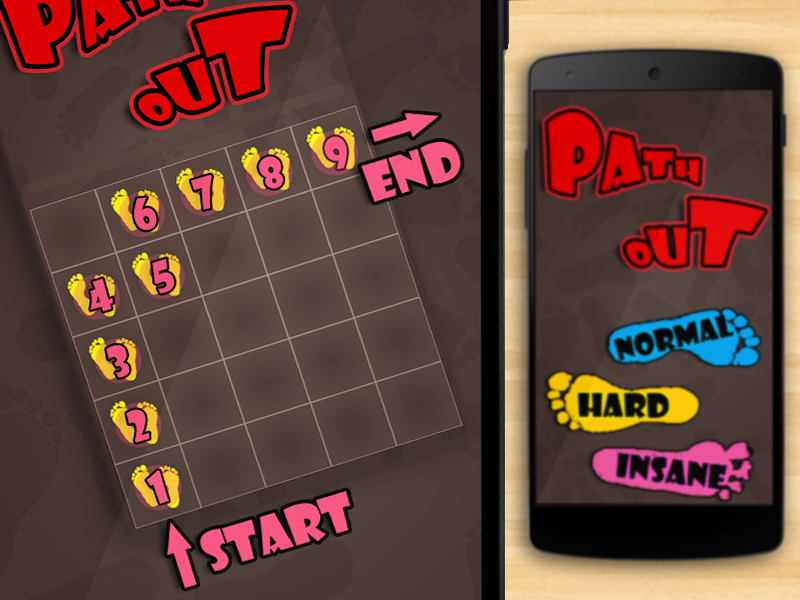 PATH
OUT
6 7 8 9
END
4 5
3
2
1
START
PATH
OUT
NORMAL
HARD
INSANE